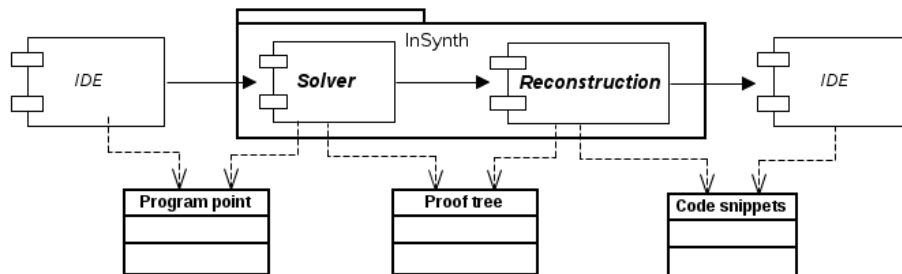 InSynth
IDE
Solver
Reconstruction
IDE
Program point
Proof tree
Code snippets